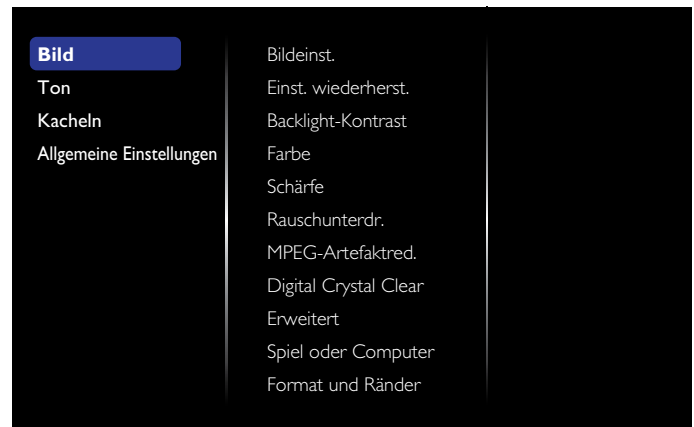 Bild
Ton
Kacheln
Allgemeine Einstellungen
Bildeinst.
Einst. wiederherst.
Backlight-Kontrast
Farbe
Schärfe
Rauschunterdr.
MPEG-Artefaktred.
Digital Crystal Clear
Erweitert
Spiel oder Computer
Format und Ränder